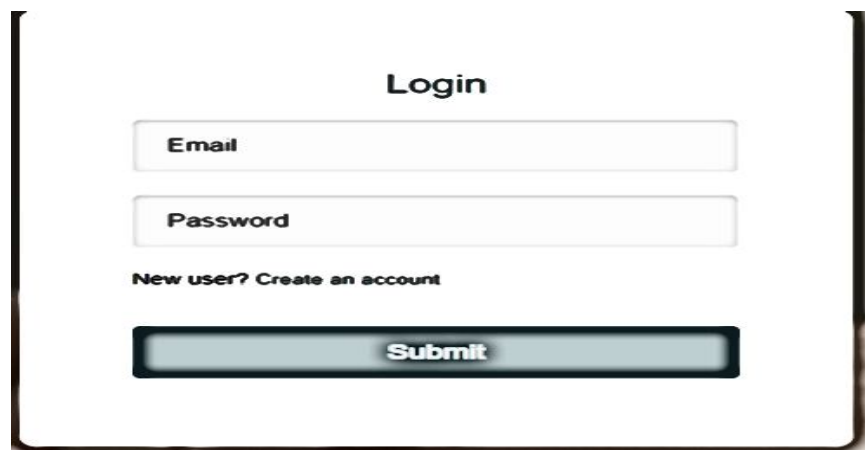 Login
Email
Password
New user? Create an account
Submit